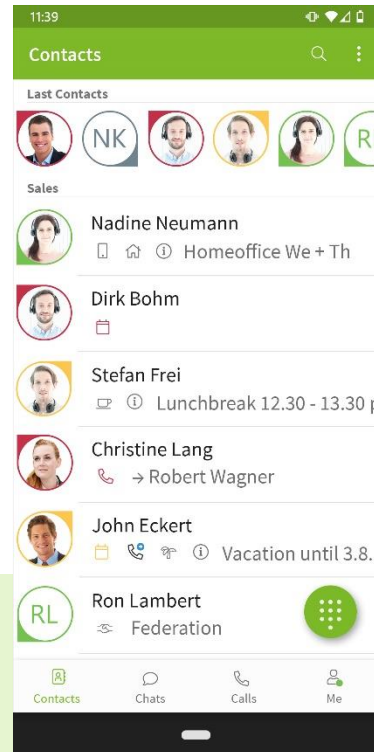 11:39
Contacts
Last Contacts
NK
R
Sales
Nadine Neumann
Homeoffice We + Th
Dirk Bohm
Stefan Frei
Lunchbreak 12.30 - 13.30
Christine Lang
→ Robert Wagner
John Eckert
Vacation until 3.8.
RL
Ron Lambert
Federation
Contacts
Chats
Calls
Me